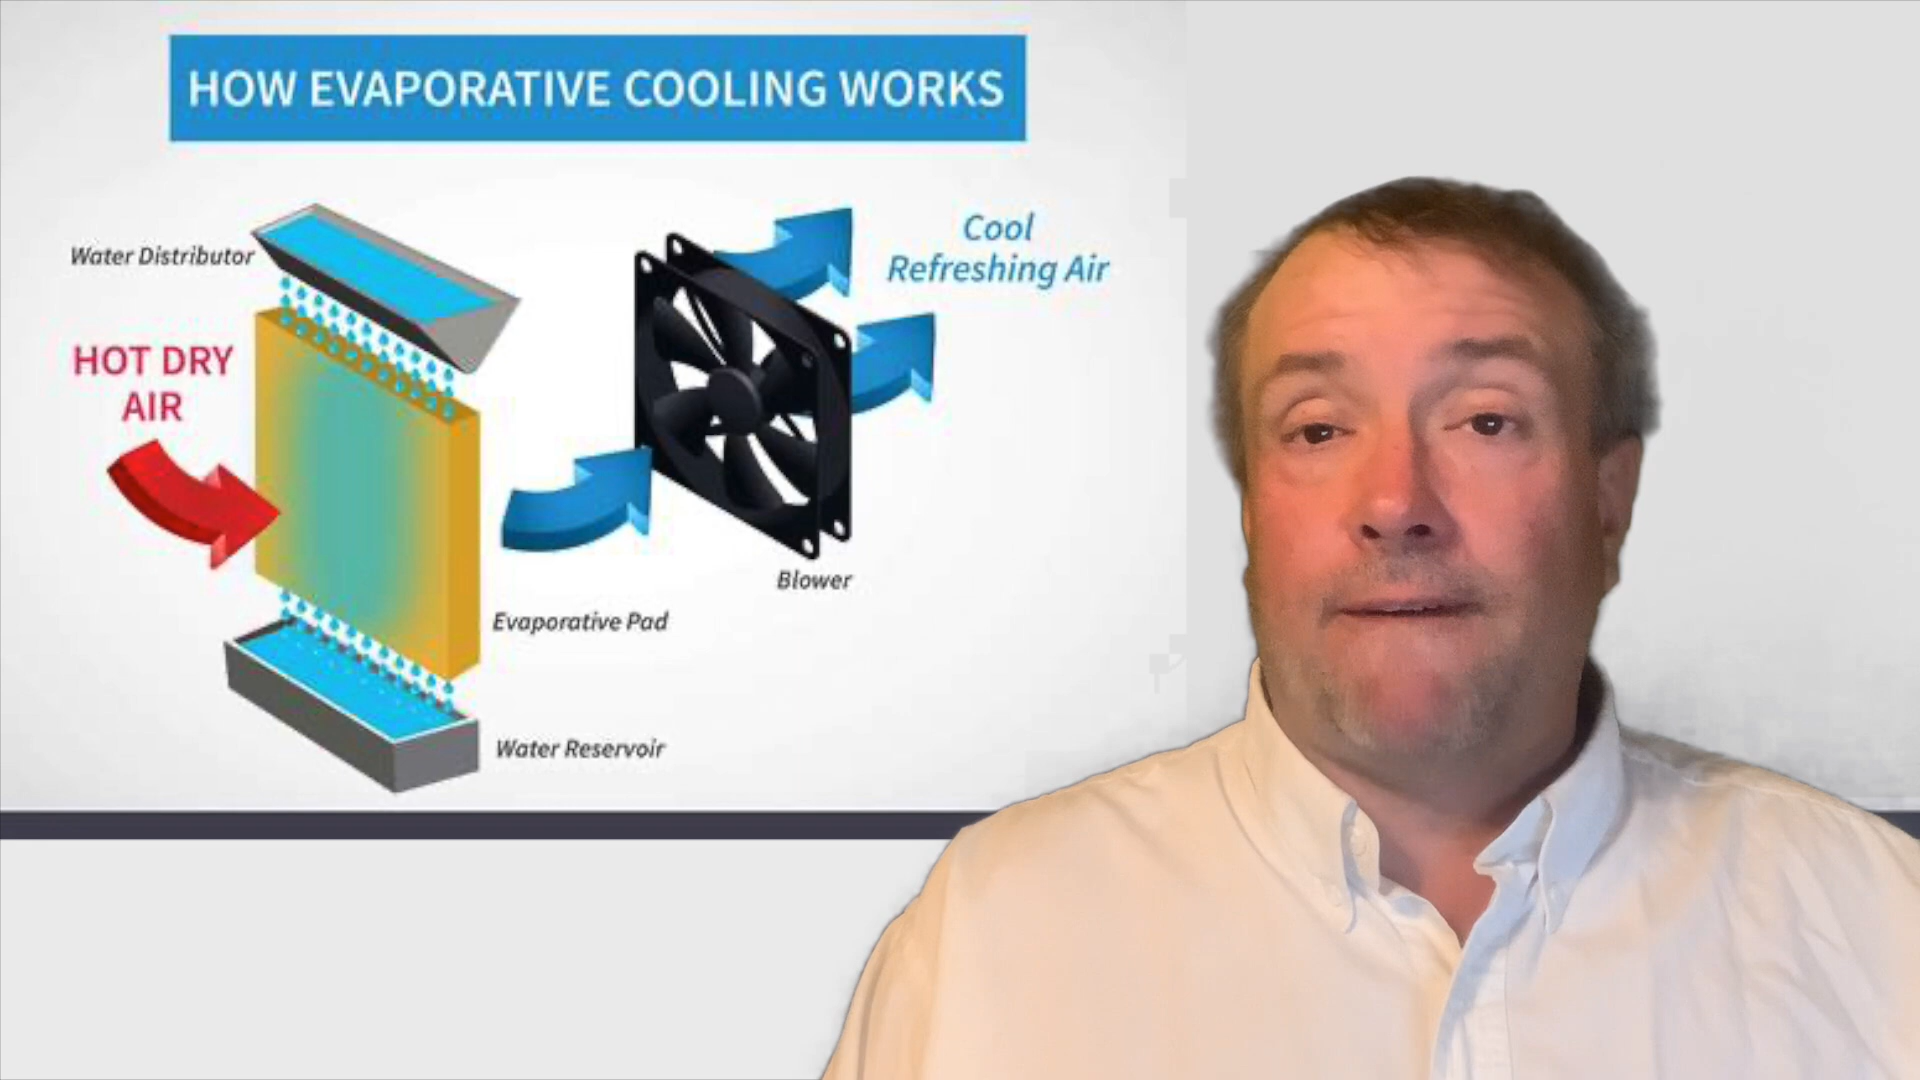 HOW EVAPORATIVE COOLING WORKS
Water Distributor
Cool
Refreshing Air
HOT DRY
AIR
Blower
Evaporative Pad
Water Reservoir